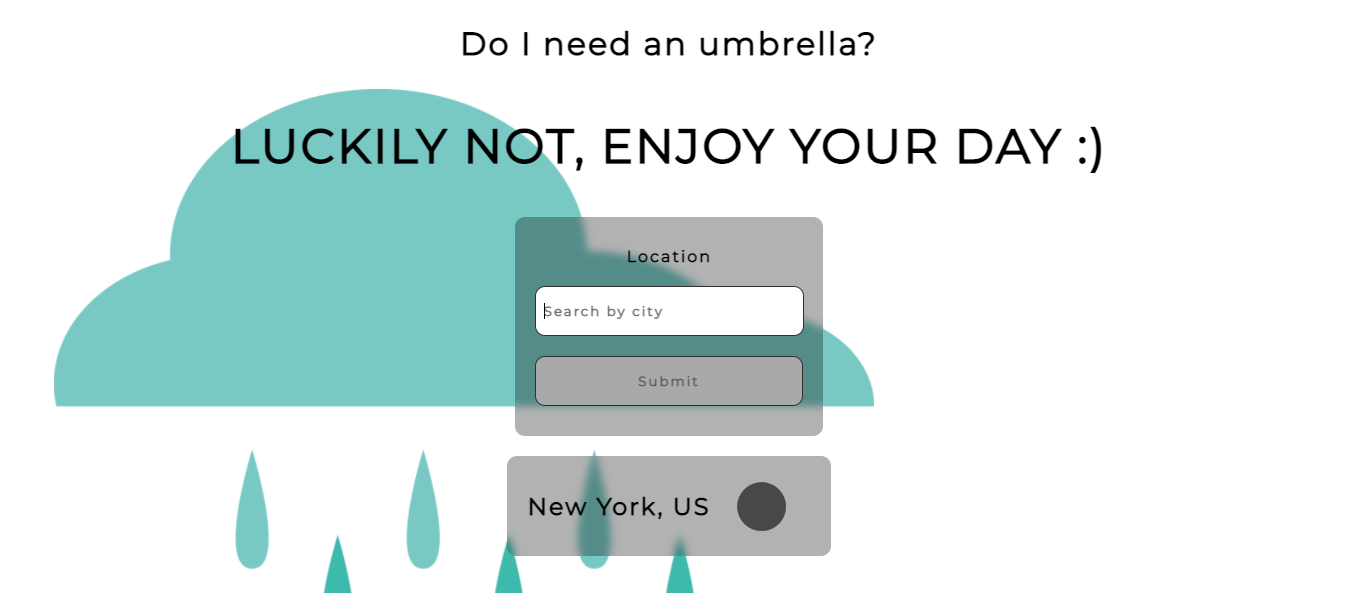 Do I need an umbrella?
LUCKILY NOT, ENJOY YOUR DAY :)
Location
Search by city
Submit
New York, US